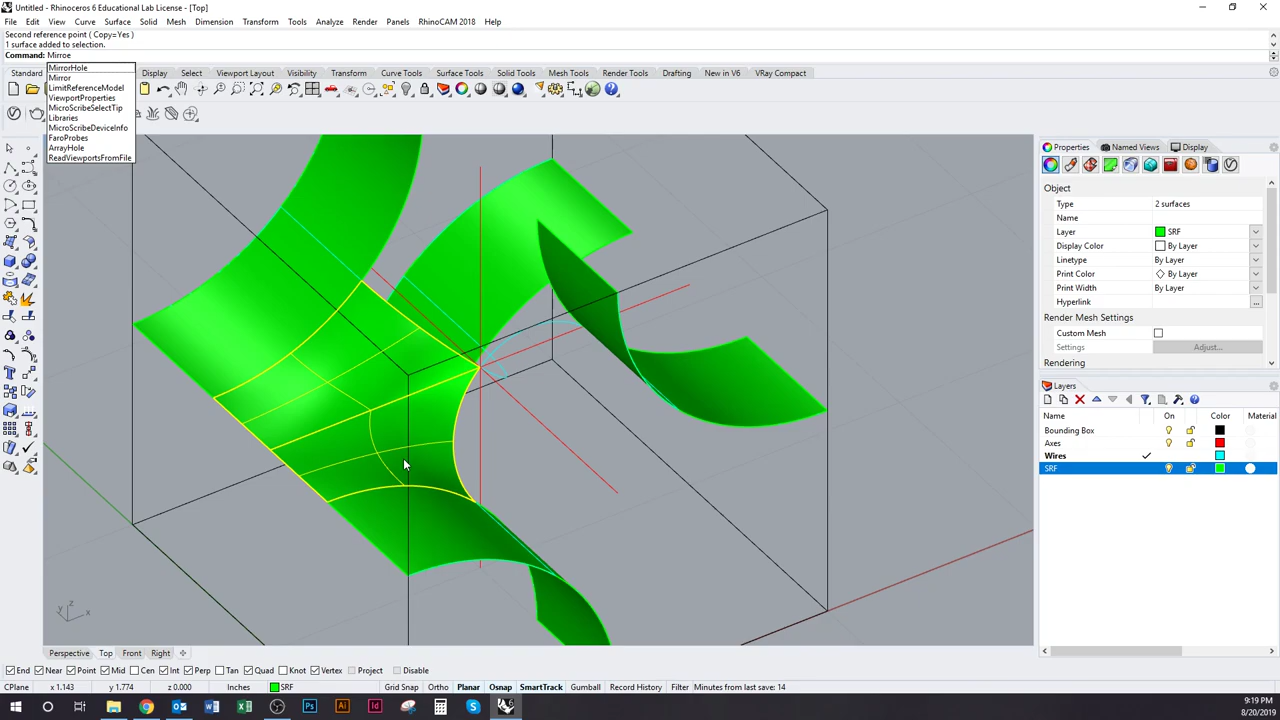 Untitled - Rhinoceros 6 Educational Lab License - [Top]
File Edit View Curve Surface Solid Mesh Dimension Transform Tools Analyze Render Panels RhinoCAM 2018 Help
Second reference point ( Copy=Yes )
1 surface added to selection.
Command: Mirroe
MirrorHole
Mirror
LimitReferenceModel
ViewportProperties
MicroScribeSelectTip
Libraries
MicroScribeDeviceInfo
FaroProbes
ArrayHole
ReadViewportsFromFile
Standard Display Select Viewport Layout Visibility Transform Curve Tools Surface Tools Solid Tools Mesh Tools Render Tools Drafting New in V6 VRay Compact
Properties Named Views Display
Object
Type 2 surfaces
Name
Layer SRF
Display Color By Layer
Linetype By Layer
Print Color By Layer
Print Width By Layer
Hyperlink ...
Render Mesh Settings
Custom Mesh
Settings Adjust...
Rendering
Layers
Name On Color Material
Bounding Box
Axes
Wires
SRF
z
y
x
Perspective Top Front Right
End Near Point Mid Cen Int Perp Tan Quad Knot Vertex Project Disable
CPlane x 1.143 y 1.774 z 0.000 Inches SRF Grid Snap Ortho Planar Osnap SmartTrack Gumball Record History Filter Minutes from last save: 14
Ps Ai Id
9:19 PM
8/20/2019